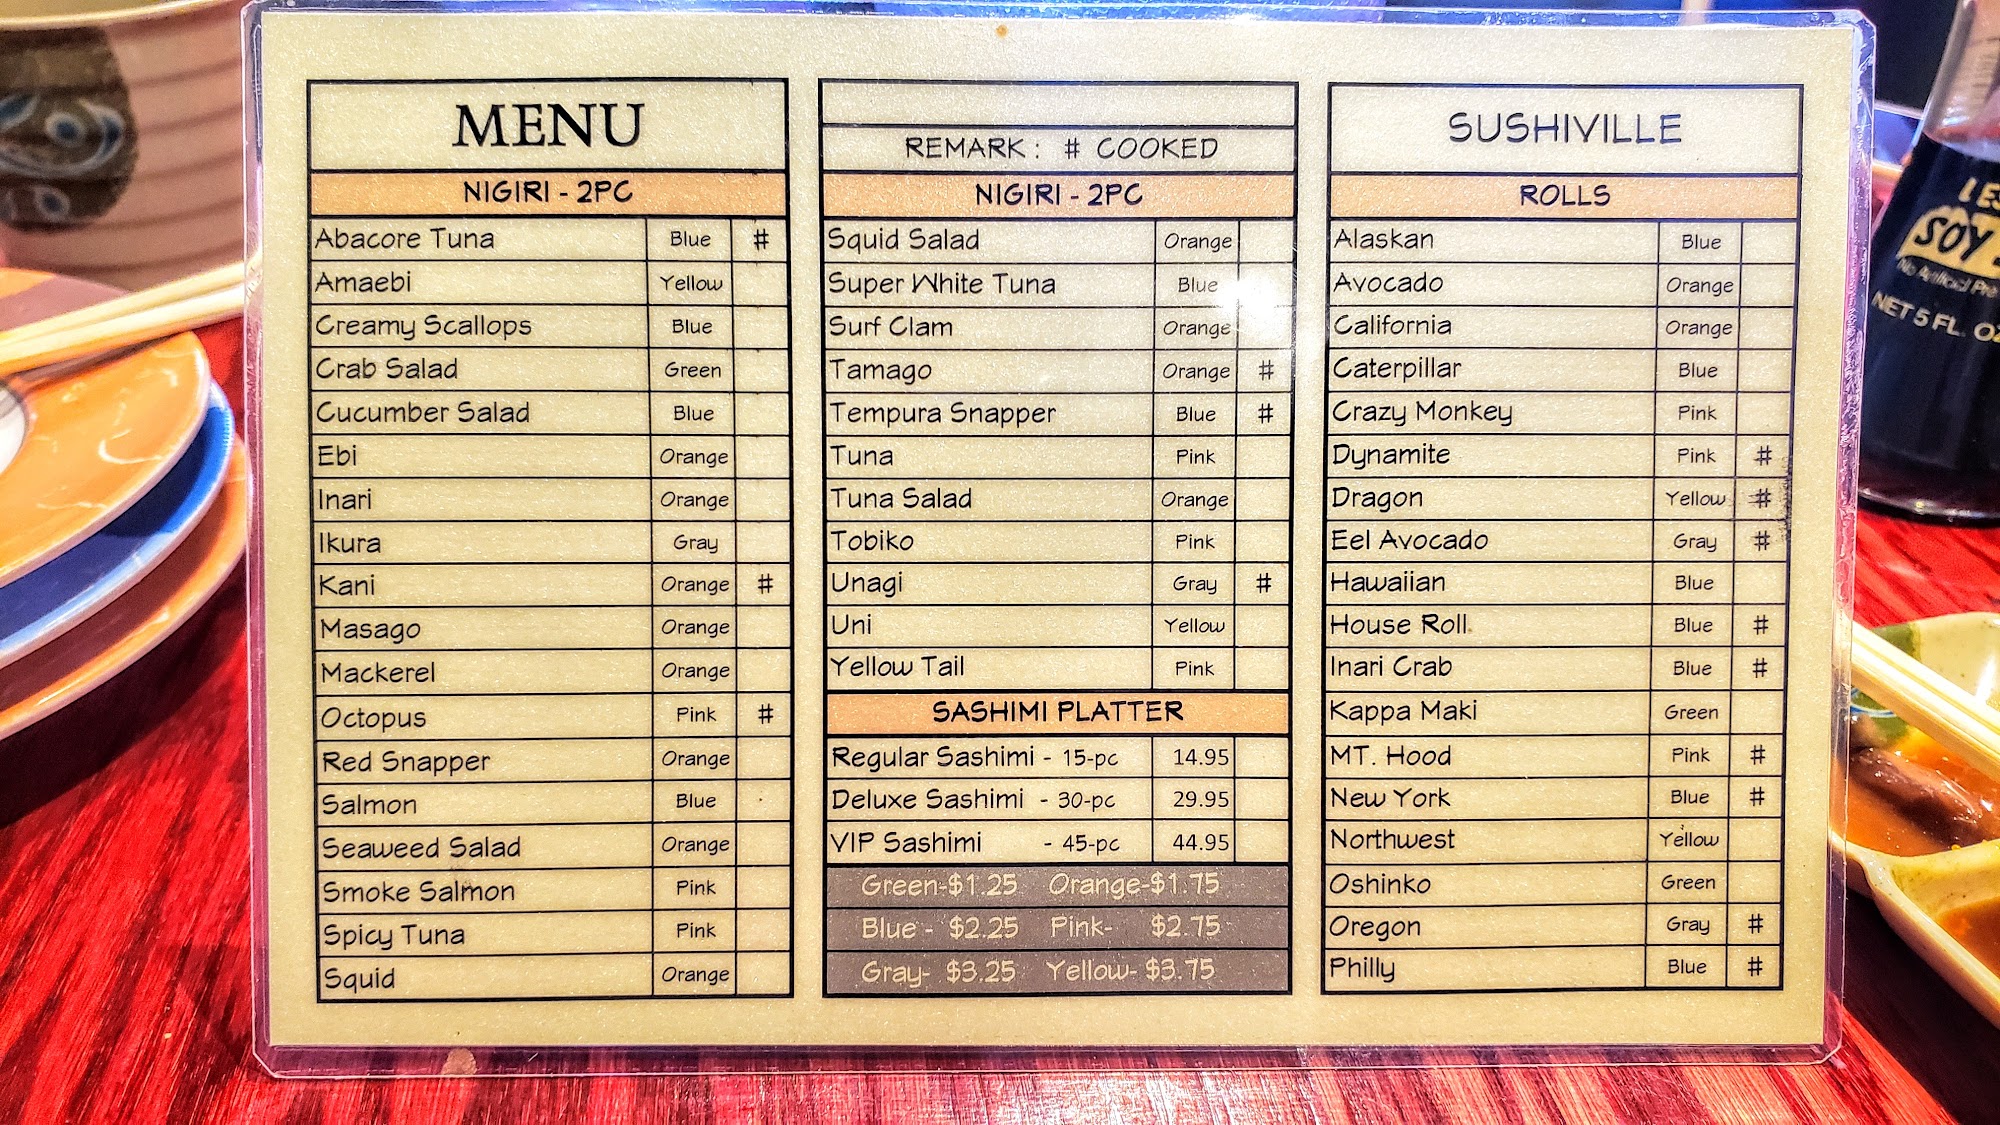 MENU
NIGIRI - 2PC
Abacore Tuna Blue #
Amaebi Yellow
Creamy Scallops Blue
Crab Salad Green
Cucumber Salad Blue
Ebi Orange
Inari Orange
Ikura Gray
Kani Orange #
Masago Orange
Mackerel Orange
Octopus Pink #
Red Snapper Orange
Salmon Blue
Seaweed Salad Orange
Smoke Salmon Pink
Spicy Tuna Pink
Squid Orange
REMARK : # COOKED
NIGIRI - 2PC
Squid Salad Orange
Super White Tuna Blue
Surf Clam Orange
Tamago Orange #
Tempura Snapper Blue #
Tuna Pink
Tuna Salad Orange
Tobiko Pink
Unagi Gray #
Uni Yellow
Yellow Tail Pink
SASHIMI PLATTER
Regular Sashimi - 15-pc 14.95
Deluxe Sashimi - 30-pc 29.95
VIP Sashimi - 45-pc 44.95
Green-$1.25 Orange-$1.75
Blue - $2.25 Pink- $2.75
Gray- $3.25 Yellow- $3.75
SUSHIVILLE
ROLLS
Alaskan Blue
Avocado Orange
California Orange
Caterpillar Blue
Crazy Monkey Pink
Dynamite Pink #
Dragon Yellow #
Eel Avocado Gray #
Hawaiian Blue
House Roll Blue #
Inari Crab Blue #
Kappa Maki Green
MT. Hood Pink #
New York Blue #
Northwest Yellow
Oshinko Green
Oregon Gray #
Philly Blue #
SOY
No Artificial
NET 5 FL. OZ